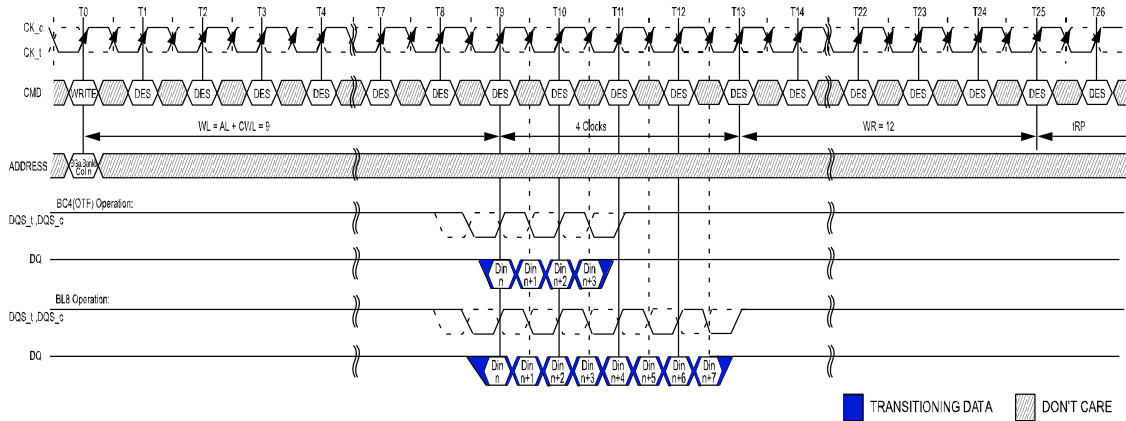 T0 T1 T2 T3 T4 T7 T8 T9 T10 T11 T12 T13 T14 T22 T23 T24 T25 T26
CK_c
CK_t
CMD WRITE DES DES DES DES DES DES DES DES DES DES DES DES DES DES DES DES DES
WL = AL + CWL = 9 4 Clocks WR = 12 tRP
ADDRESS
Col n
BC4(OTF) Operation:
DQS_t ,DQS_c
DQ
Din Din Din Din
n n+1 n+2 n+3
BL8 Operation:
DQS_t ,DQS_c
DQ
Din Din Din Din Din Din Din Din
n n+1 n+2 n+3 n+4 n+5 n+6 n+7
TRANSITIONING DATA DON'T CARE